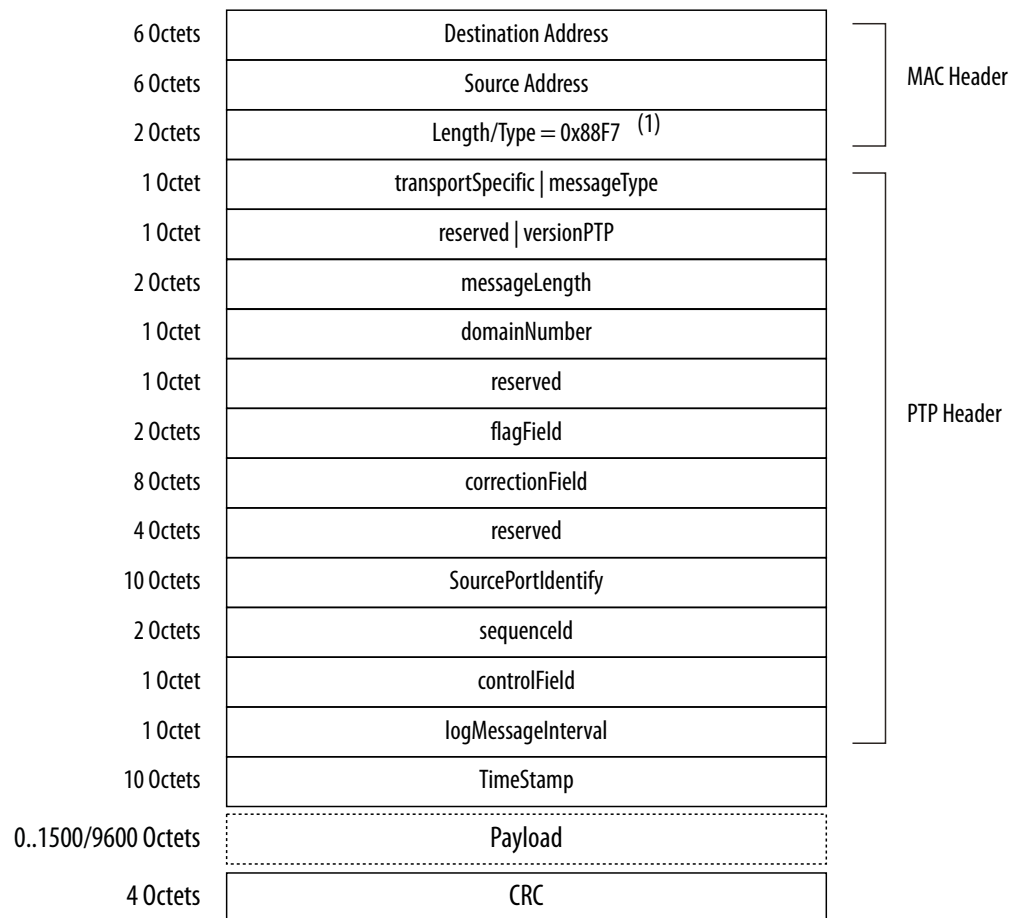 6 Octets Destination Address
6 Octets Source Address
MAC Header
2 Octets Length/Type = 0x88F7 (1)
1 Octet transportSpecific | messageType
1 Octet reserved | versionPTP
2 Octets messageLength
1 Octet domainNumber
1 Octet reserved
2 Octets flagField
PTP Header
8 Octets correctionField
4 Octets reserved
10 Octets SourcePortIdentify
2 Octets sequenceId
1 Octet controlField
1 Octet logMessageInterval
10 Octets TimeStamp
0..1500/9600 Octets Payload
4 Octets CRC